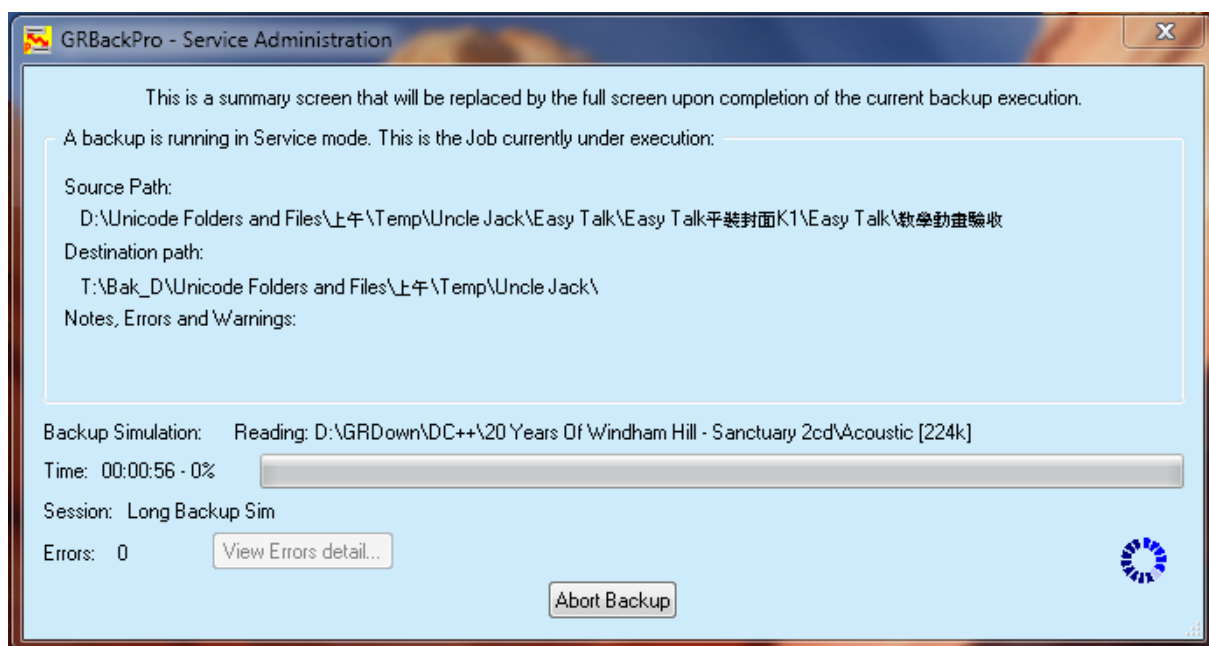 GRBackPro - Service Administration
This is a summary screen that will be replaced by the full screen upon completion of the current backup execution.
A backup is running in Service mode. This is the Job currently under execution:
Source Path:
D:\Unicode Folders and Files\上午\Temp\Uncle Jack\Easy Talk\Easy Talk平裝封面K1\Easy Talk\教學動畫驗收
Destination path:
T:\Bak_D\Unicode Folders and Files\上午\Temp\Uncle Jack\
Notes, Errors and Warnings:
Backup Simulation: Reading: D:\GRDown\DC++\20 Years Of Windham Hill - Sanctuary 2cd\Acoustic [224k]
Time: 00:00:56 - 0%
Session: Long Backup Sim
Errors: 0 View Errors detail...
Abort Backup